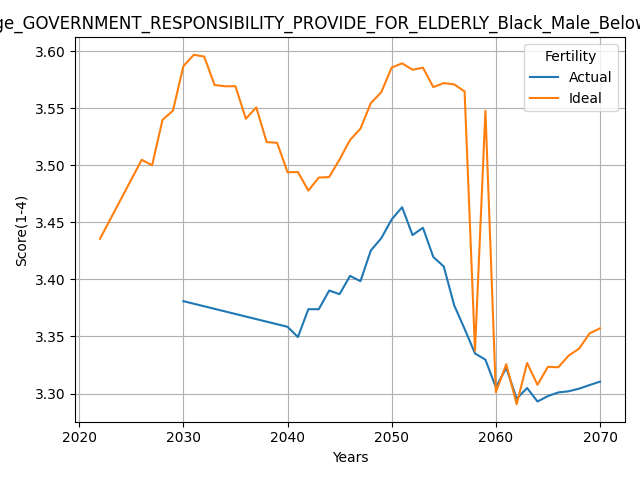 ge_GOVERNMENT_RESPONSIBILITY_PROVIDE_FOR_ELDERLY_Black_Male_Below
3.60
3.55
3.50
3.45
3.40
3.35
3.30
Score(1-4)
Fertility
Actual
Ideal
2020 2030 2040 2050 2060 2070
Years